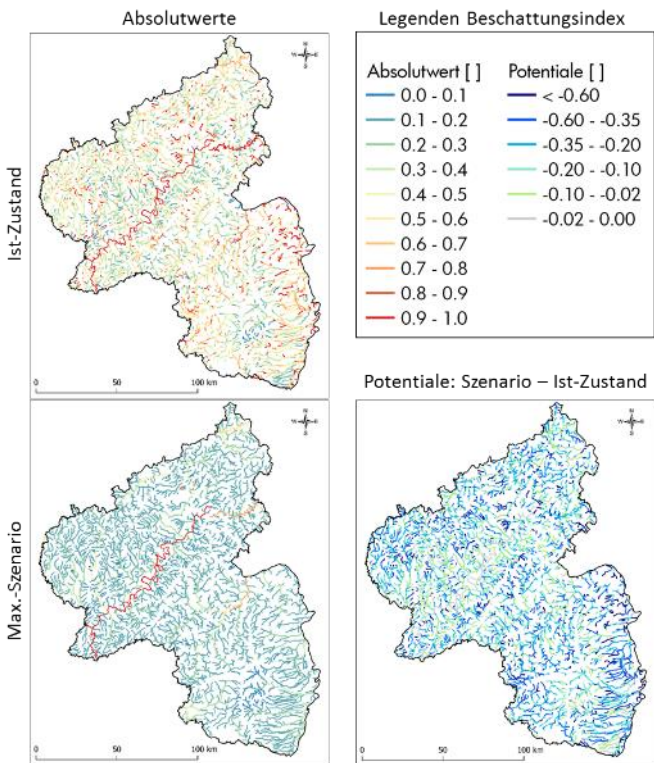 Absolutwerte
Legenden Beschattungsindex
Ist-Zustand
N
W
E
S
0 50 100 km
Absolutwert [ ]
0.0 - 0.1
0.1 - 0.2
0.2 - 0.3
0.3 - 0.4
0.4 - 0.5
0.5 - 0.6
0.6 - 0.7
0.7 - 0.8
0.8 - 0.9
0.9 - 1.0
Potentiale [ ]
< -0.60
-0.60 - -0.35
-0.35 - -0.20
-0.20 - -0.10
-0.10 - -0.02
-0.02 - 0.00
Max.-Szenario
N
W
E
S
0 50 100 km
Potentiale: Szenario – Ist-Zustand
N
W
E
S
0 50 100 km